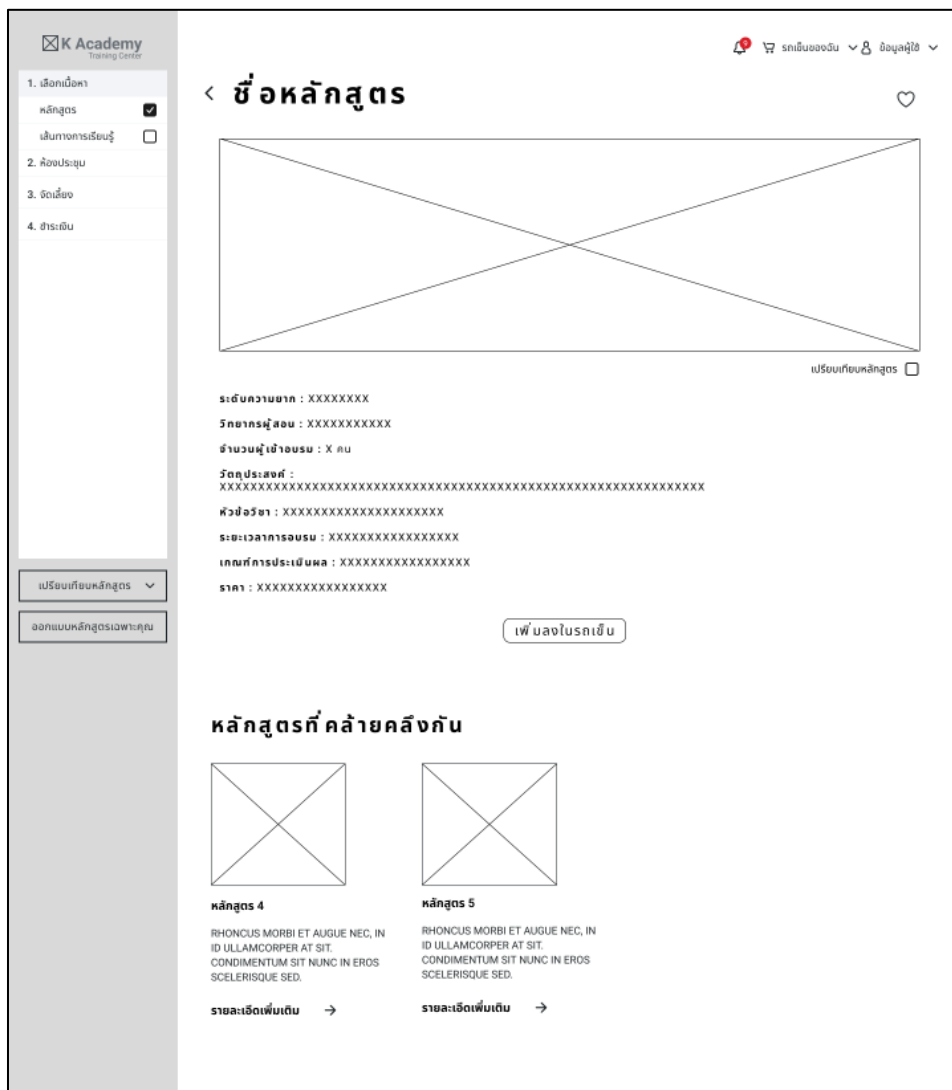 K Academy
Training Center
9
รถเข็นของฉัน
ข้อมูลผู้ใช้
1. เลือกเนื้อหา
หลักสูตร
เส้นทางการเรียนรู้
2. ห้องประชุม
3. จัดเลี้ยง
4. ชำระเงิน
เปรียบเทียบหลักสูตร
ออกแบบหลักสูตรเฉพาะคุณ
ชื่อหลักสูตร
เปรียบเทียบหลักสูตร
ระดับความยาก : XXXXXXXX
วิทยากรผู้สอน : XXXXXXXXXXX
จำนวนผู้เข้าอบรม : X คน
วัตถุประสงค์ :
XXXXXXXXXXXXXXXXXXXXXXXXXXXXXXXXXXXXXXXXXXXXXXXXXXXXXXXXXXXXXXX
หัวข้อวิชา : XXXXXXXXXXXXXXXXXXXXX
ระยะเวลาการอบรม : XXXXXXXXXXXXXXXXX
เกณฑ์การประเมินผล : XXXXXXXXXXXXXXXXX
ราคา : XXXXXXXXXXXXXXXXX
เพิ่มลงในรถเข็น
หลักสูตรที่คล้ายคลึงกัน
หลักสูตร 4
RHONCUS MORBI ET AUGUE NEC, IN
ID ULLAMCORPER AT SIT.
CONDIMENTUM SIT NUNC IN EROS
SCELERISQUE SED.
รายละเอียดเพิ่มเติม
หลักสูตร 5
RHONCUS MORBI ET AUGUE NEC, IN
ID ULLAMCORPER AT SIT.
CONDIMENTUM SIT NUNC IN EROS
SCELERISQUE SED.
รายละเอียดเพิ่มเติม